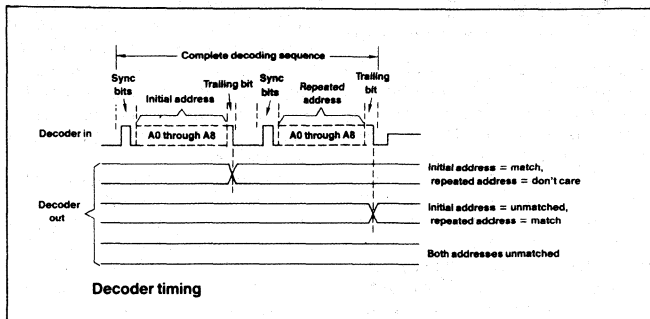 Complete decoding sequence
Sync bits
Initial address
Trailing bit
Sync bits
Repeated address
Trailing bit
Decoder in
A0 through A8
A0 through A8
Initial address = match,
repeated address = don't care
Decoder out
Initial address = unmatched,
repeated address = match
Both addresses unmatched
Decoder timing